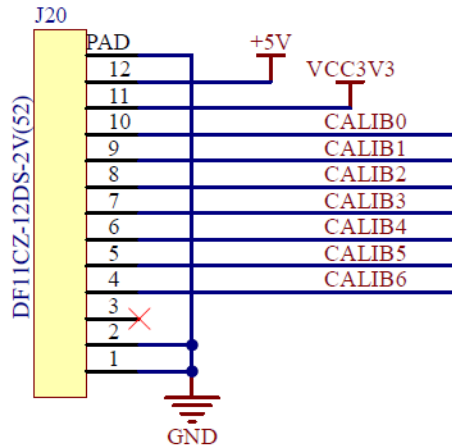 J20
DF11CZ-12DS-2V(52)
PAD
+5V
12
VCC3V3
11
10 CALIB0
9 CALIB1
8 CALIB2
7 CALIB3
6 CALIB4
5 CALIB5
4 CALIB6
3
2
1
GND